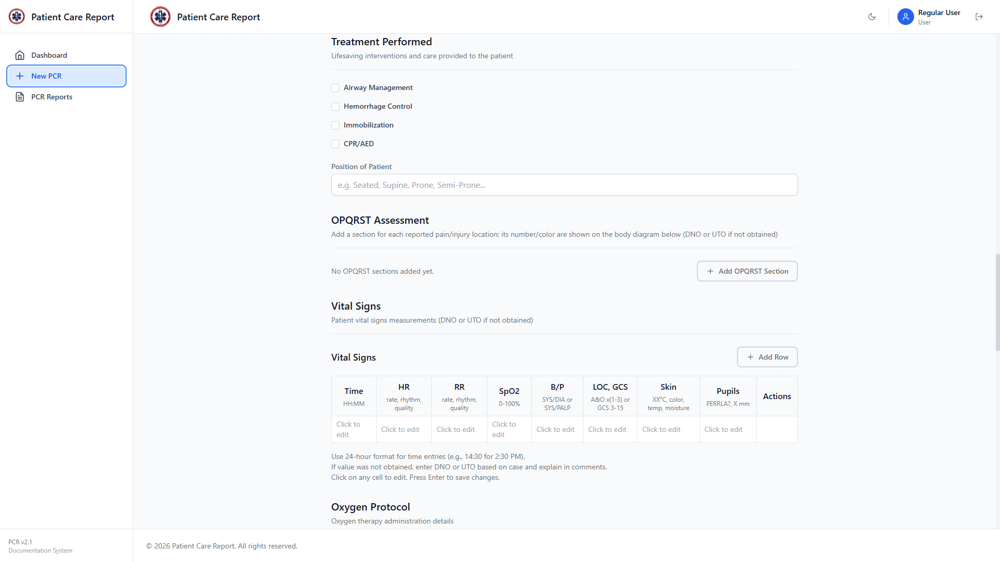 Patient Care Report
Patient Care Report
Regular User
User
Dashboard
New PCR
PCR Reports
Treatment Performed
Lifesaving interventions and care provided to the patient
Airway Management
Hemorrhage Control
Immobilization
CPR/AED
Position of Patient
e.g. Seated, Supine, Prone, Semi-Prone...
OPQRST Assessment
Add a section for each reported pain/injury location; its number/color are shown on the body diagram below (DNO or UTO if not obtained)
No OPQRST sections added yet.
Add OPQRST Section
Vital Signs
Patient vital signs measurements (DNO or UTO if not obtained)
Vital Signs
Add Row
Time
HH:MM
HR
rate, rhythm,
quality
RR
rate, rhythm,
quality
SpO2
0-100%
B/P
SYS/DIA or
SYS/PALP
LOC, GCS
A&O x(1-3) or
GCS 3-15
Skin
XX°C, color,
temp, moisture
Pupils
PERRLA?, X mm
Actions
Click to
edit
Click to edit
Click to edit
Click to
edit
Click to edit
Click to edit
Click to edit
Click to edit
Use 24-hour format for time entries (e.g., 14:30 for 2:30 PM).
If value was not obtained, enter DNO or UTO based on case and explain in comments.
Click on any cell to edit. Press Enter to save changes.
Oxygen Protocol
Oxygen therapy administration details
PCR v2.1
Documentation System
© 2026 Patient Care Report. All rights reserved.